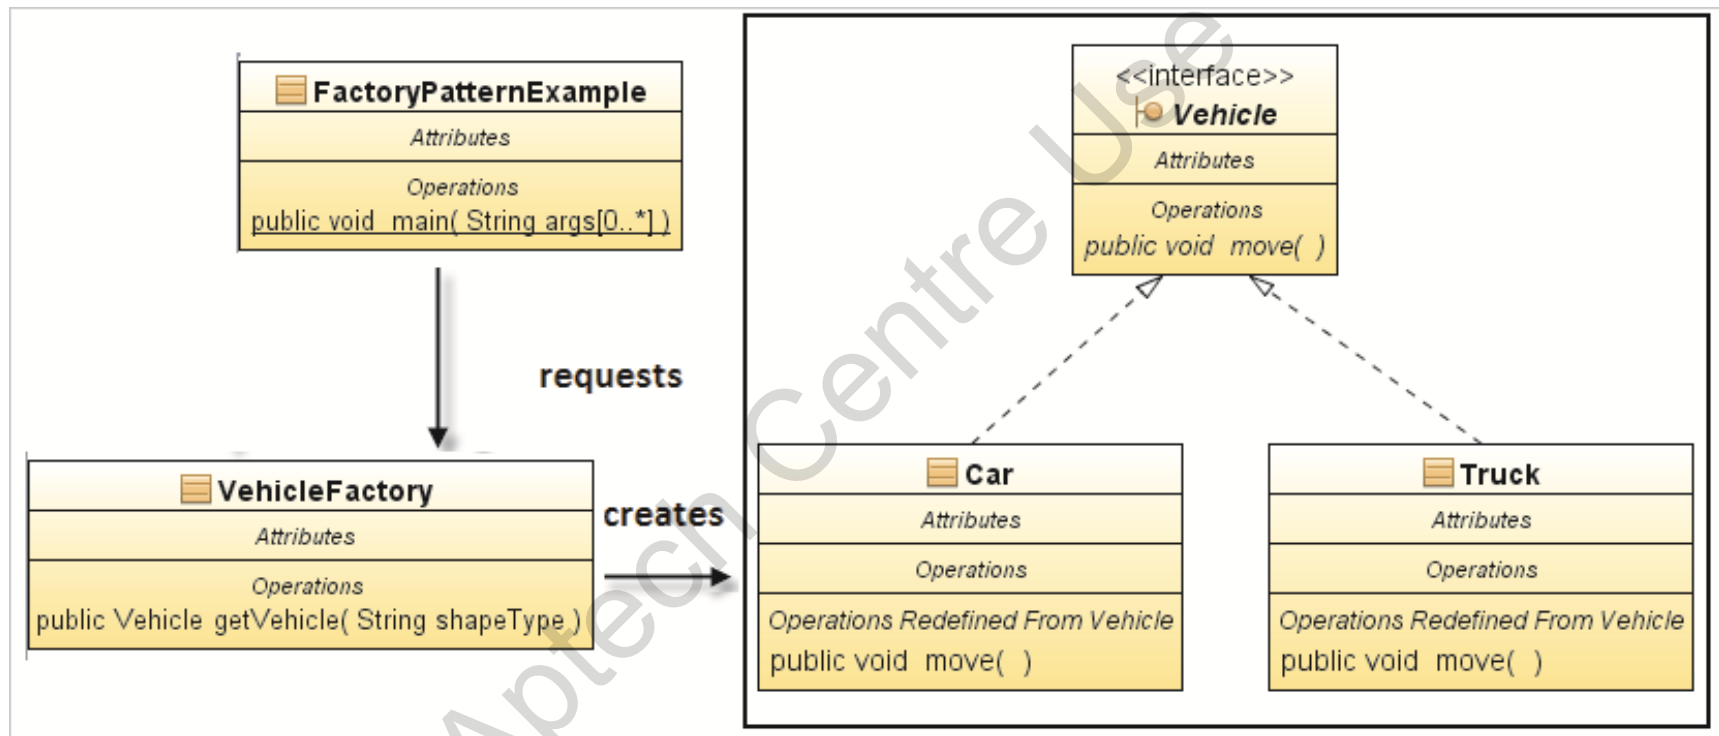 FactoryPatternExample
Attributes
Operations
public void main( String args[0..*] )
requests
VehicleFactory
Attributes
Operations
public Vehicle getVehicle( String shapeType )
creates
<<interface>>
Vehicle
Attributes
Operations
public void move( )
Car
Attributes
Operations
Operations Redefined From Vehicle
public void move( )
Truck
Attributes
Operations
Operations Redefined From Vehicle
public void move( )
Aptech Centre Use